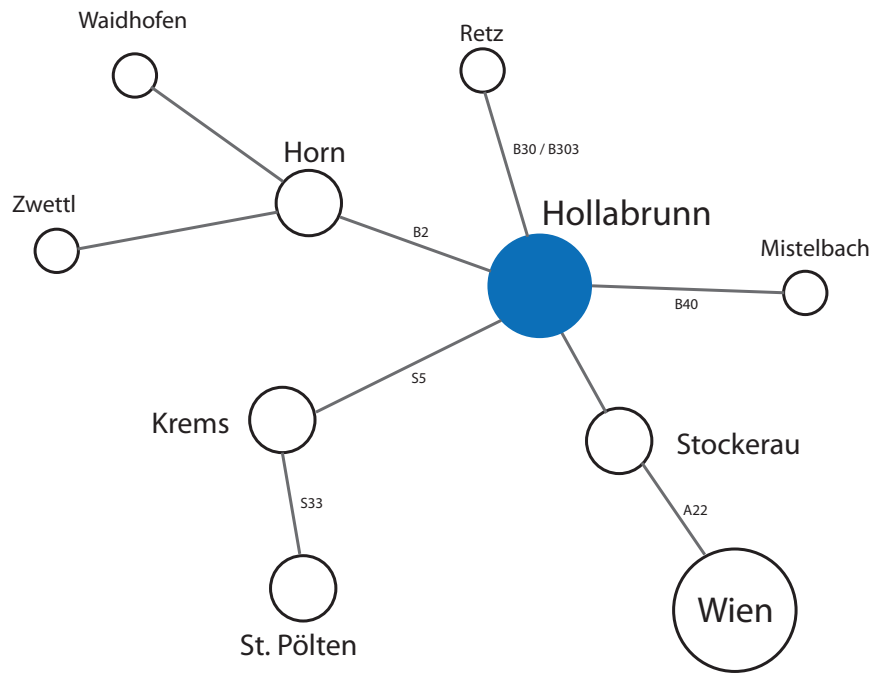 Waidhofen
Retz
B30 / B303
Horn
Zwettl
Hollabrunn
B2
Mistelbach
B40
S5
Krems
Stockerau
S33
A22
Wien
St. Pölten